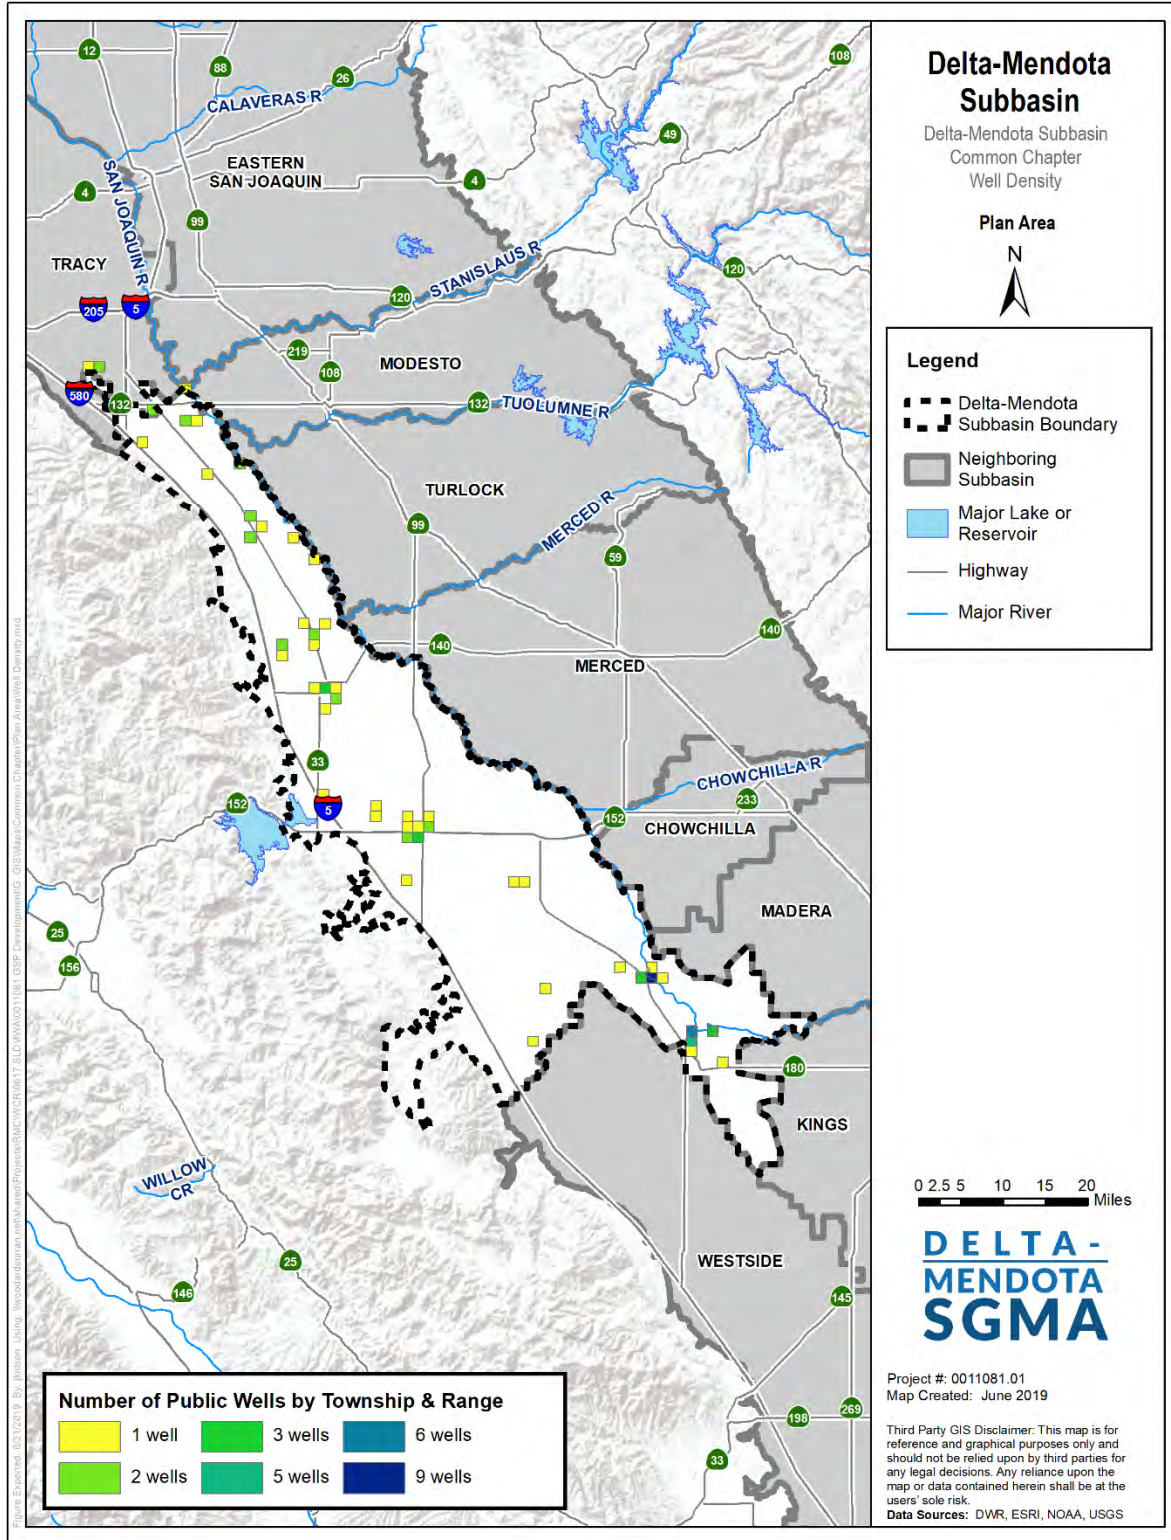 Delta-Mendota
Subbasin
Delta-Mendota Subbasin
Common Chapter
Well Density
Plan Area
N
Legend
Delta-Mendota
Subbasin Boundary
Neighboring
Subbasin
Major Lake or
Reservoir
Highway
Major River
0 2.5 5 10 15 20
Miles
DELTA-
MENDOTA
SGMA
Project #: 0011081.01
Map Created: June 2019
Third Party GIS Disclaimer: This map is for
reference and graphical purposes only and
should not be relied upon by third parties for
any legal decisions. Any reliance upon the
map or data contained herein shall be at the
users' sole risk.
Data Sources: DWR, ESRI, NOAA, USGS
12
88
26
108
CALAVERAS R
49
EASTERN
SAN JOAQUIN
4
4
SAN JOAQUIN R
99
TRACY
STANISLAUS R
120
120
205
5
219
MODESTO
108
580
132
132
TUOLUMNE R
TURLOCK
MERCED R
99
59
140
140
MERCED
33
CHOWCHILLA R
233
152
5
152
CHOWCHILLA
MADERA
25
156
180
KINGS
WILLOW
CR
25
WESTSIDE
146
145
198
269
33
Number of Public Wells by Township & Range
1 well
3 wells
6 wells
2 wells
5 wells
9 wells